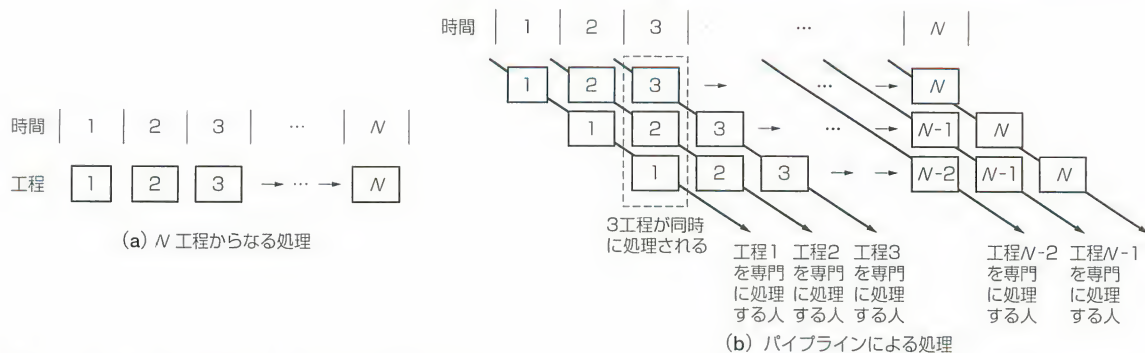 時間 1 2 3 … N
工程 1 2 3 → … → N
(a) N 工程からなる処理
時間 1 2 3 … N
1 2 3 → … → N
1 2 3 → … → N-1 N
1 2 3 → → N-2 N-1 N
3工程が同時
に処理される
工程1
を専門
に処理
する人
工程2
を専門
に処理
する人
工程3
を専門
に処理
する人
工程N-2
を専門
に処理
する人
工程N-1
を専門
に処理
する人
(b) パイプラインによる処理